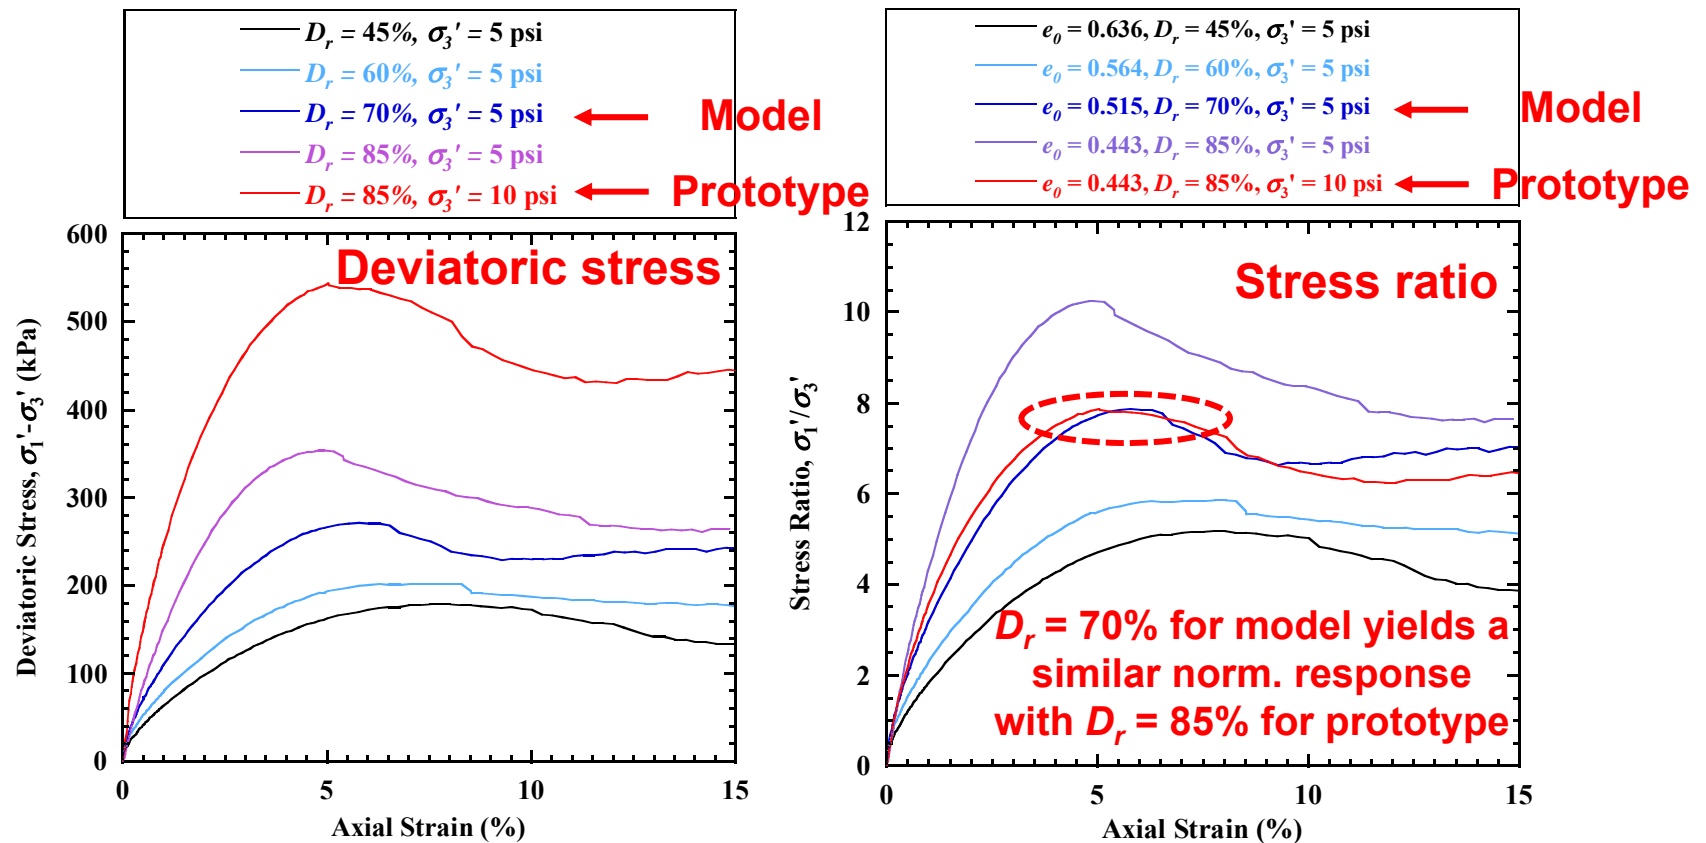 D_r = 45%, σ_3' = 5 psi
D_r = 60%, σ_3' = 5 psi
D_r = 70%, σ_3' = 5 psi
Model
D_r = 85%, σ_3' = 5 psi
D_r = 85%, σ_3' = 10 psi
Prototype
Deviatoric stress
600
500
400
300
200
100
0
Deviatoric Stress, σ_1'-σ_3' (kPa)
0
5
10
15
Axial Strain (%)
e_0 = 0.636, D_r = 45%, σ_3' = 5 psi
e_0 = 0.564, D_r = 60%, σ_3' = 5 psi
e_0 = 0.515, D_r = 70%, σ_3' = 5 psi
Model
e_0 = 0.443, D_r = 85%, σ_3' = 5 psi
e_0 = 0.443, D_r = 85%, σ_3' = 10 psi
Prototype
Stress ratio
12
10
8
6
4
2
0
Stress Ratio, σ_1'/σ_3'
D_r = 70% for model yields a
similar norm. response
with D_r = 85% for prototype
0
5
10
15
Axial Strain (%)